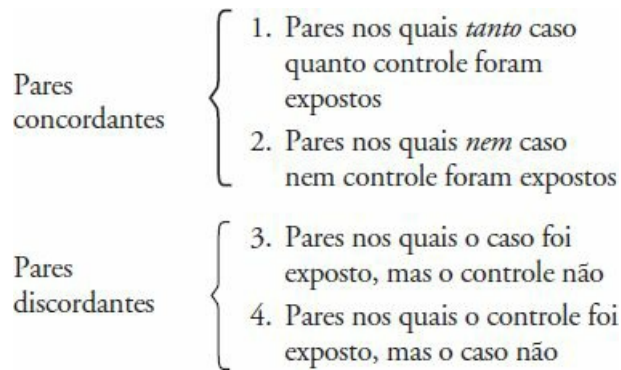 Pares
concordantes
1. Pares nos quais tanto caso
quanto controle foram
expostos
2. Pares nos quais nem caso
nem controle foram expostos
Pares
discordantes
3. Pares nos quais o caso foi
exposto, mas o controle não
4. Pares nos quais o controle foi
exposto, mas o caso não